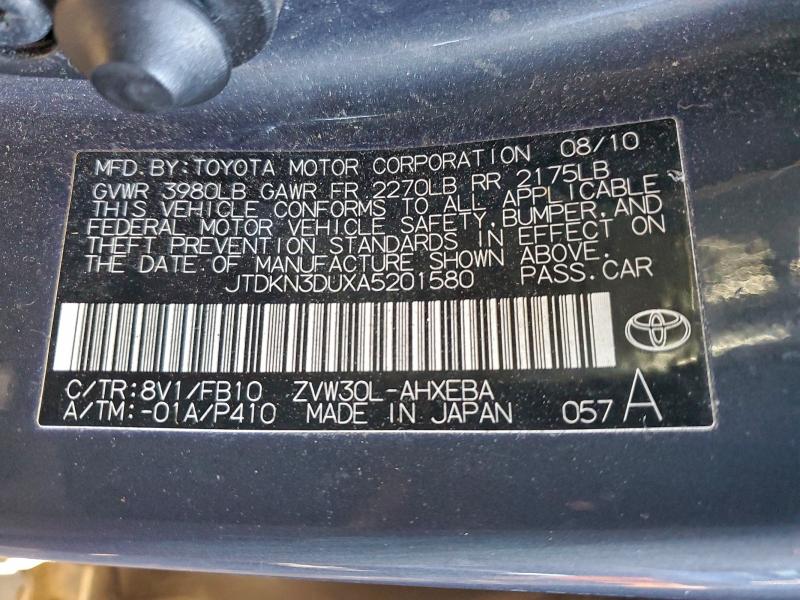 MFD. BY: TOYOTA MOTOR CORPORATION 08/10
GVWR 3980LB GAWR FR 2270LB RR 2175LB
THIS VEHICLE CONFORMS TO ALL APPLICABLE
FEDERAL MOTOR VEHICLE SAFETY, BUMPER, AND
THEFT PREVENTION STANDARDS IN EFFECT ON
THE DATE OF MANUFACTURE SHOWN ABOVE.
JTDKN3DUXA5201580 PASS. CAR
C/TR: 8V1/FB10 ZVW30L-AHXEBA
A/TM: -01A/P410 MADE IN JAPAN 057 A